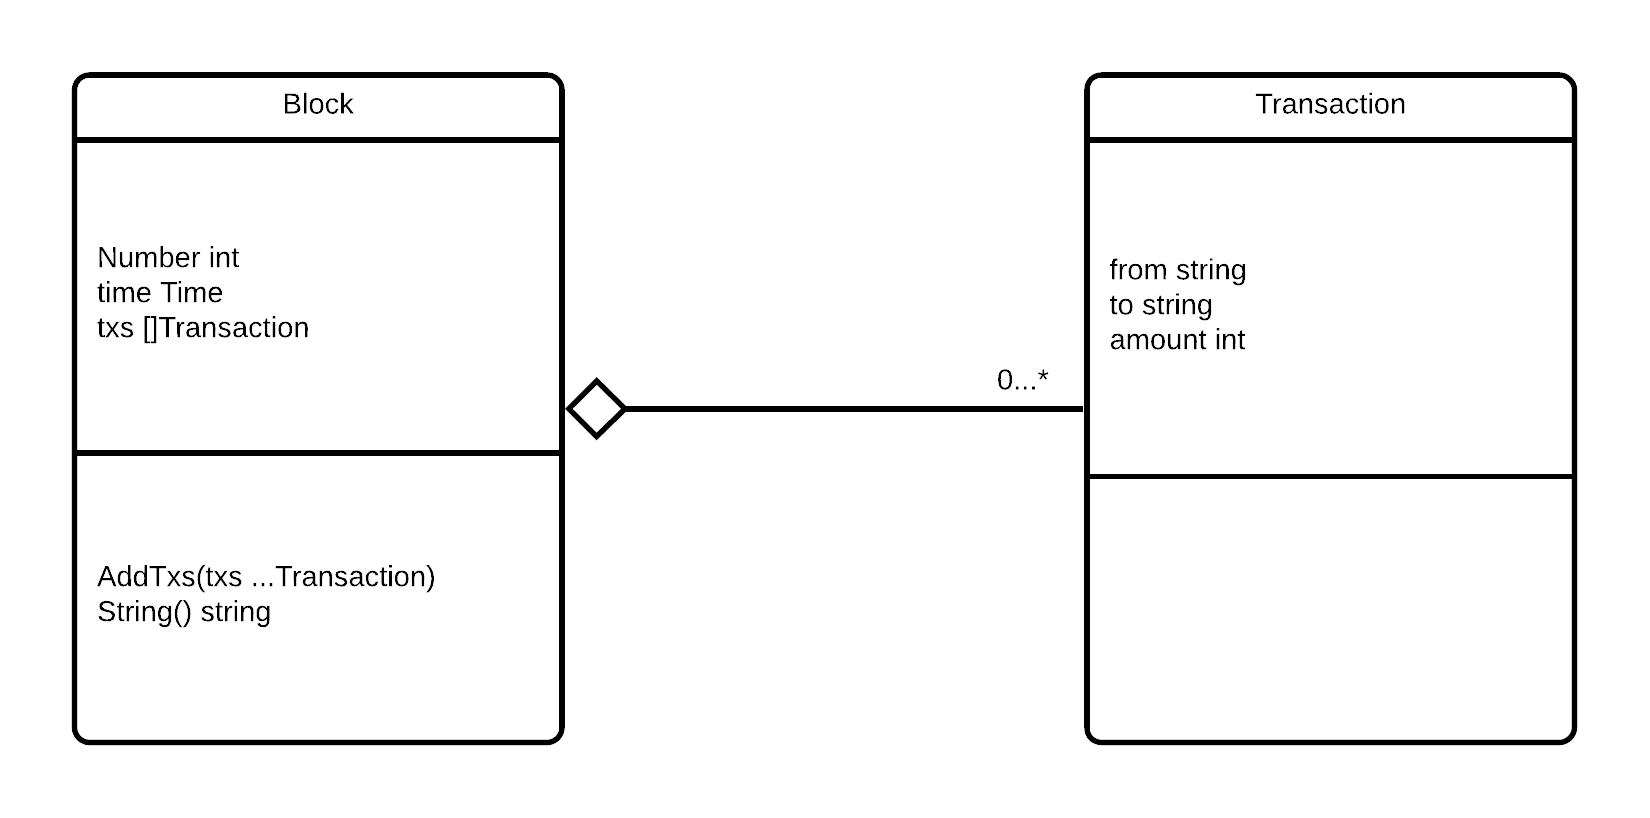 Block
Number int
time Time
txs []Transaction
AddTxs(txs ...Transaction)
String() string
0...*
Transaction
from string
to string
amount int